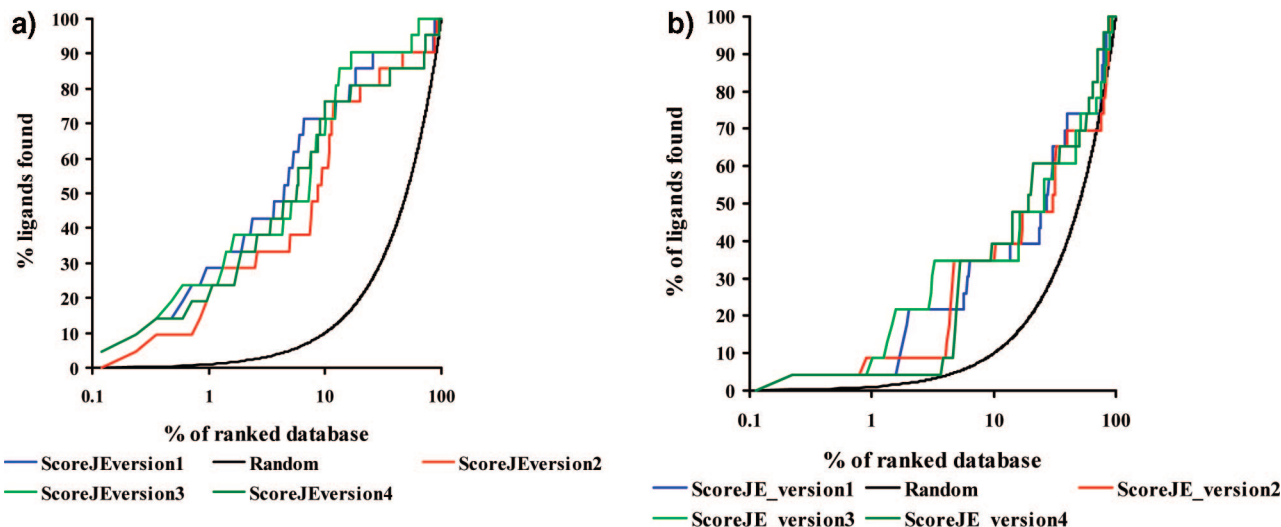 a)
% ligands found
100
90
80
70
60
50
40
30
20
10
0
0.1 1 10 100
% of ranked database
ScoreJEversion1 Random ScoreJEversion2
ScoreJEversion3 ScoreJEversion4
b)
% of ligands found
100
90
80
70
60
50
40
30
20
10
0
0.1 1 10 100
% of ranked database
ScoreJE_version1 Random ScoreJE_version2
ScoreJE_version3 ScoreJE_version4